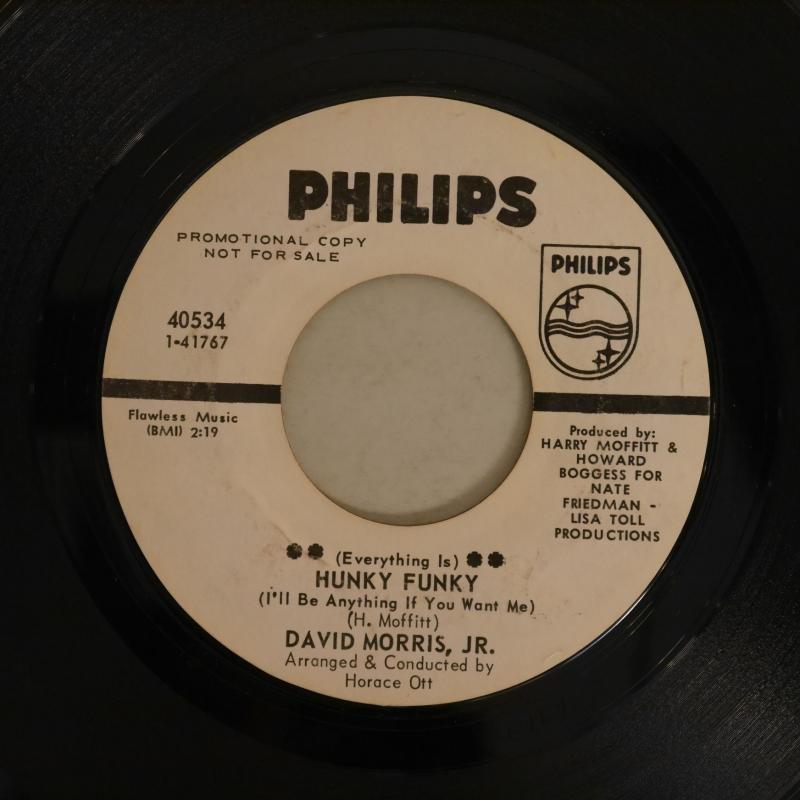 PHILIPS
PROMOTIONAL COPY
NOT FOR SALE
PHILIPS
40534
1-41767
Flawless Music
(BMI) 2:19
Produced by:
HARRY MOFFITT &
HOWARD
BOGGESS FOR
NATE
FRIEDMAN -
LISA TOLL
PRODUCTIONS
(Everything Is)
HUNKY FUNKY
(I'll Be Anything If You Want Me)
(H. Moffitt)
DAVID MORRIS, JR.
Arranged & Conducted by
Horace Ott